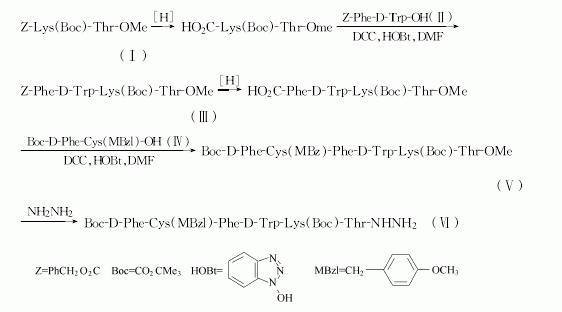 Z-Lys(Boc)-Thr-OMe [H] HO₂C-Lys(Boc)-Thr-Ome Z-Phe-D-Trp-OH(Ⅱ) DCC,HOBt,DMF
(Ⅰ)
Z-Phe-D-Trp-Lys(Boc)-Thr-OMe [H] HO₂C-Phe-D-Trp-Lys(Boc)-Thr-OMe
(Ⅲ)
Boc-D-Phe-Cys(MBzl)-OH (Ⅳ) DCC,HOBt,DMF Boc-D-Phe-Cys(MBz)-Phe-D-Trp-Lys(Boc)-Thr-OMe
(Ⅴ)
NH₂NH₂ Boc-D-Phe-Cys(MBzl)-Phe-D-Trp-Lys(Boc)-Thr-NHNH₂ (Ⅵ)
Z=PhCH₂O₂C Boc=CO₂CMe₃ HOBt= N N N OH MBzl=CH₂ OCH₃